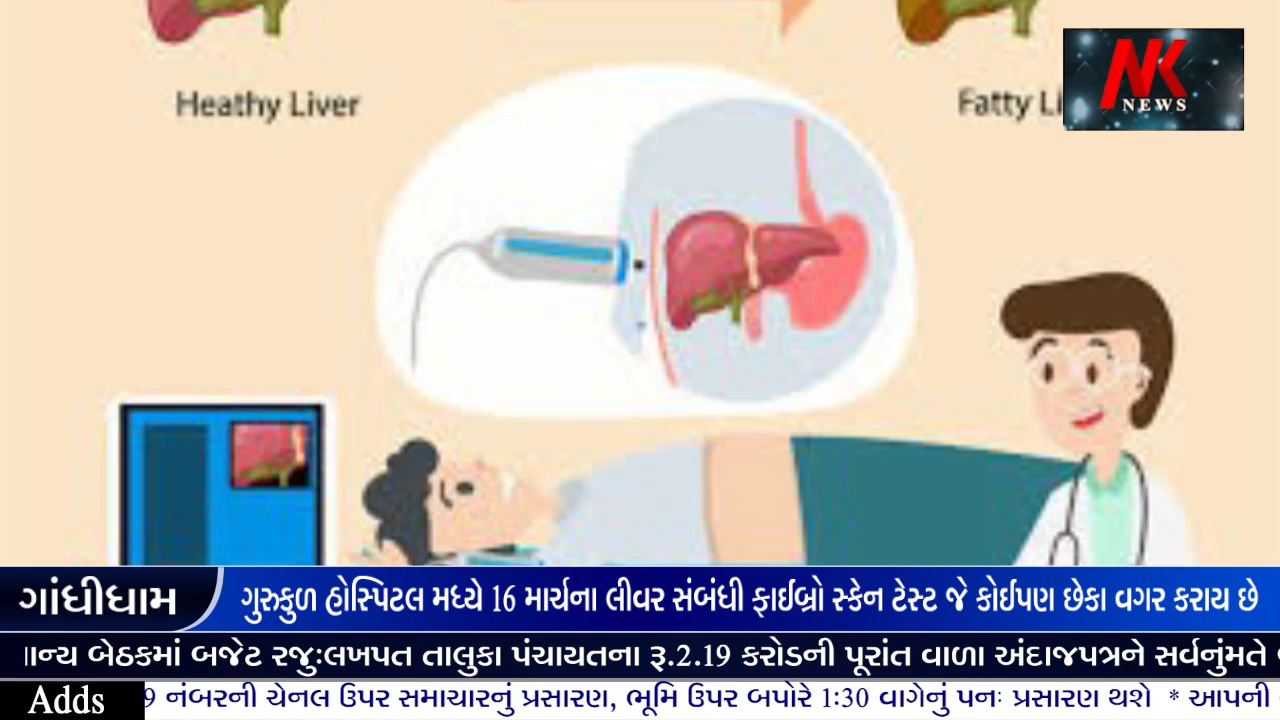 Heathy Liver
Fatty
NK
NEWS
ગાંધીધામ
ગુરુકુળ હોસ્પિટલ મધ્યે 16 માર્ચના લીવર સંબંધી ફાઈબ્રો સ્કેન ટેસ્ટ જે કોઈપણ છેકા વગર કરાય છે
બેઠકમાં બજેટ રજુઃલખપત તાલુકા પંચાયતના રૂ.2.19 કરોડની પૂરાંત વાળા અંદાજપત્રને સર્વનુંમતે
Adds
9 નંબરની ચેનલ ઉપર સમાચારનું પ્રસારણ, ભૂમિ ઉપર બપોરે 1:30 વાગેનું પનઃ પ્રસારણ થશે * આપની